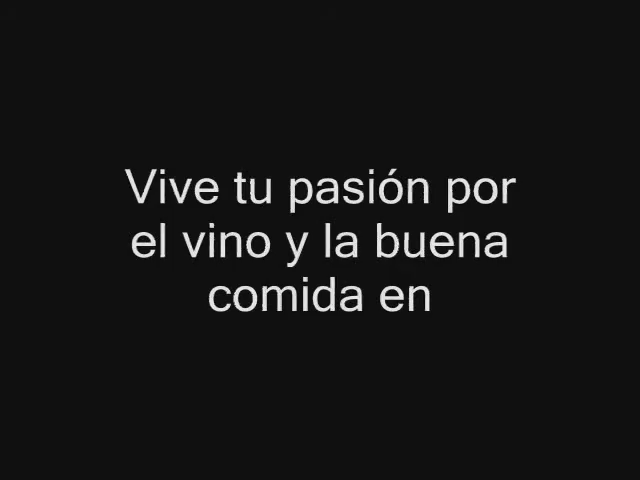 Vive tu pasión por
el vino y la buena
comida en